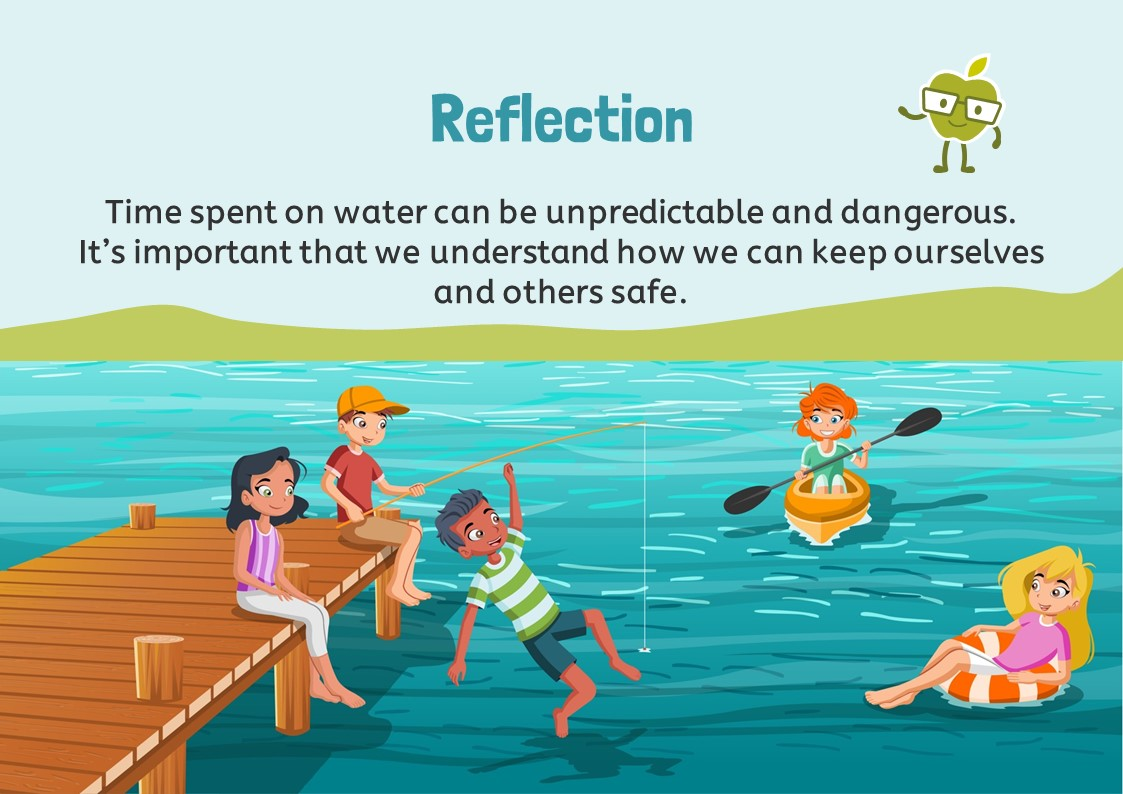 Reflection
Time spent on water can be unpredictable and dangerous.
It’s important that we understand how we can keep ourselves
and others safe.